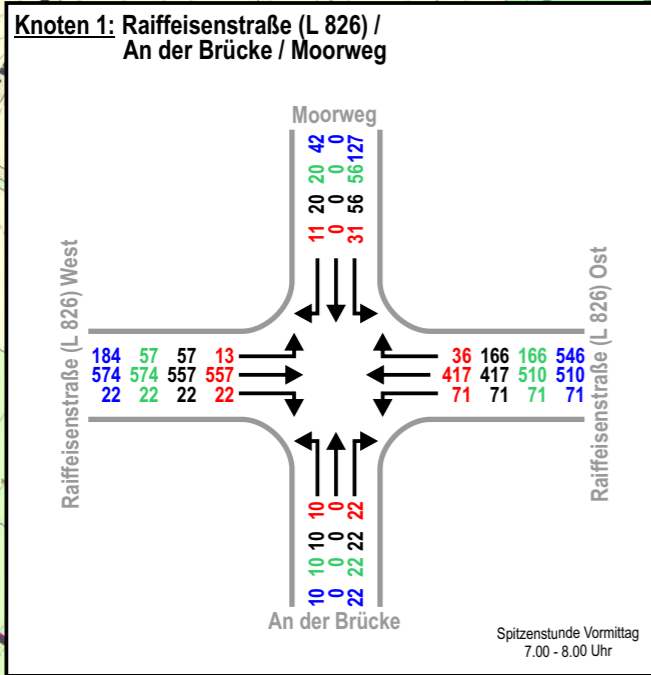 Knoten 1: Raiffeisenstraße (L 826) /
An der Brücke / Moorweg
Moorweg
42 0 127
20 0 56
20 0 56
11 0 31
Raiffeisenstraße (L 826) West
184 57 57 13
574 574 557 557
22 22 22 22
36 166 166 546
417 417 510 510
71 71 71 71
Raiffeisenstraße (L 826) Ost
10 0 22
10 0 22
10 0 22
10 0 22
An der Brücke
Spitzenstunde Vormittag
7.00 - 8.00 Uhr